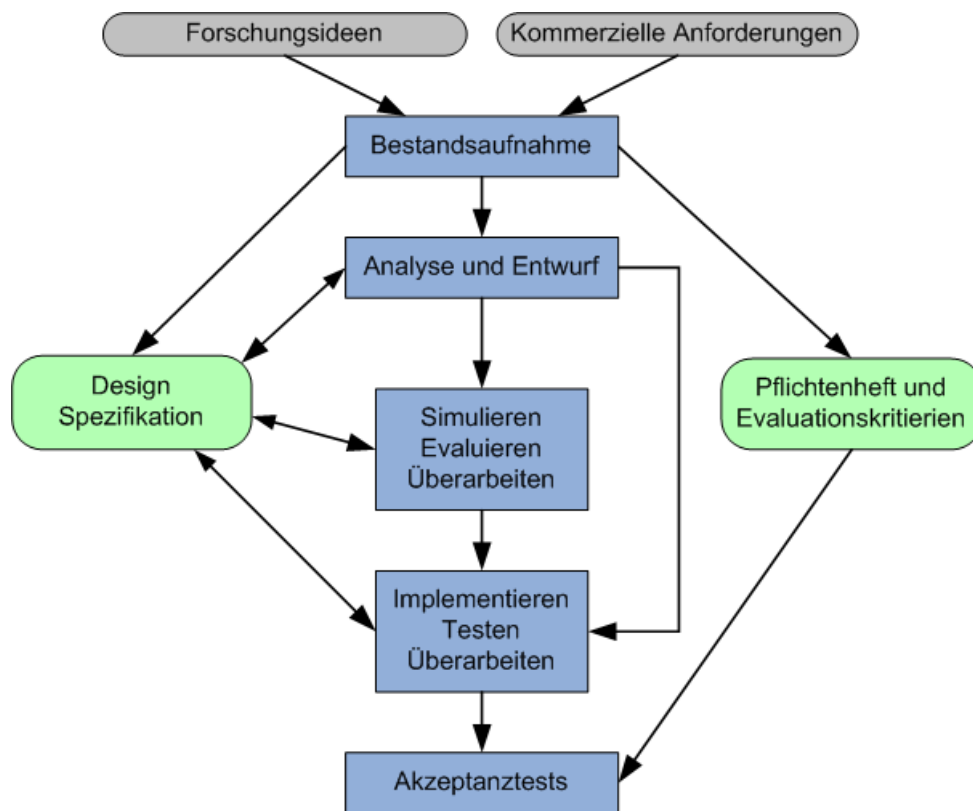 Forschungsideen
Kommerzielle Anforderungen
Bestandsaufnahme
Analyse und Entwurf
Design
Spezifikation
Pflichtenheft und
Evaluationskritierien
Simulieren
Evaluieren
Überarbeiten
Implementieren
Testen
Überarbeiten
Akzeptanztests